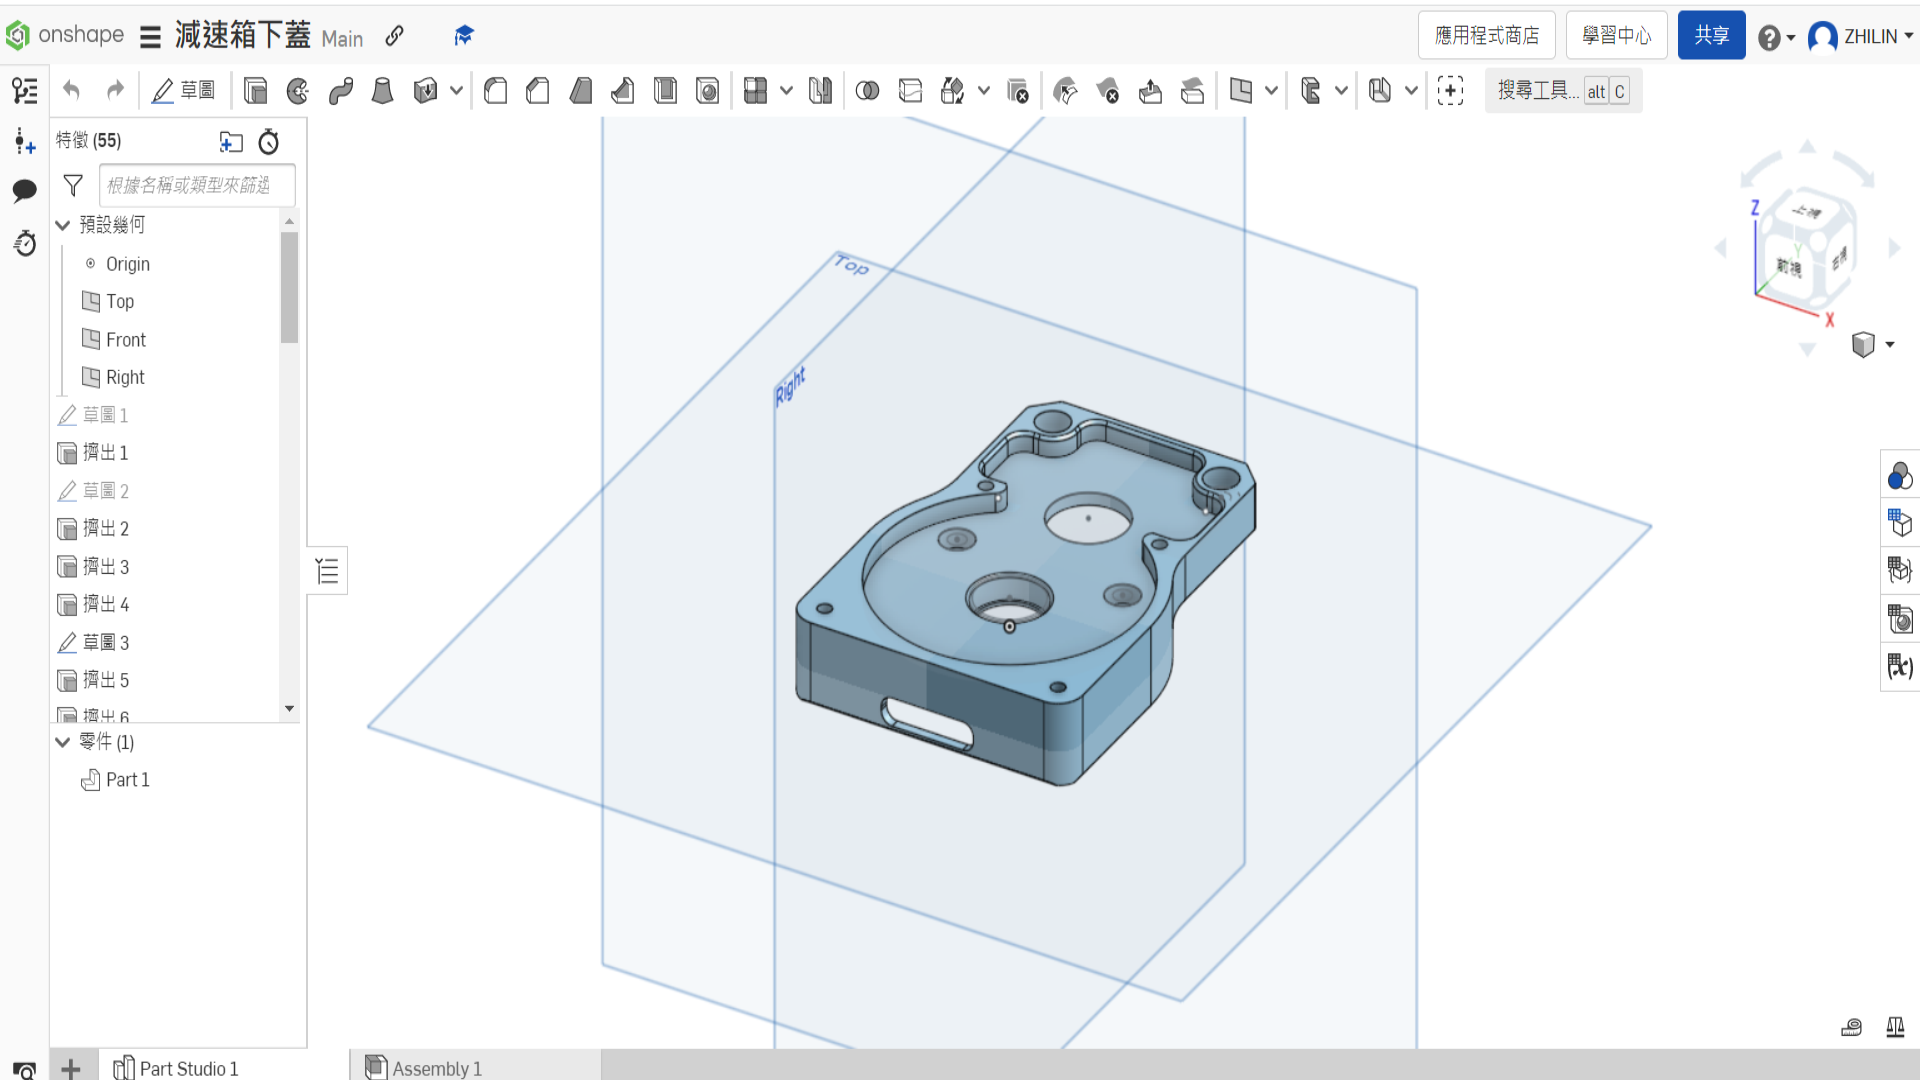 onshape 減速箱下蓋 Main 應用程式商店 學習中心 共享 ZHILIN
草圖 搜尋工具... alt C
特徵 (55)
根據名稱或類型來篩選
預設幾何
Origin
Top
Front
Right
草圖 1
擠出 1
草圖 2
擠出 2
擠出 3
擠出 4
草圖 3
擠出 5
擠出 6
零件 (1)
Part 1
Top
Right
Z
上視
Y
前視
右視
X
Part Studio 1
Assembly 1